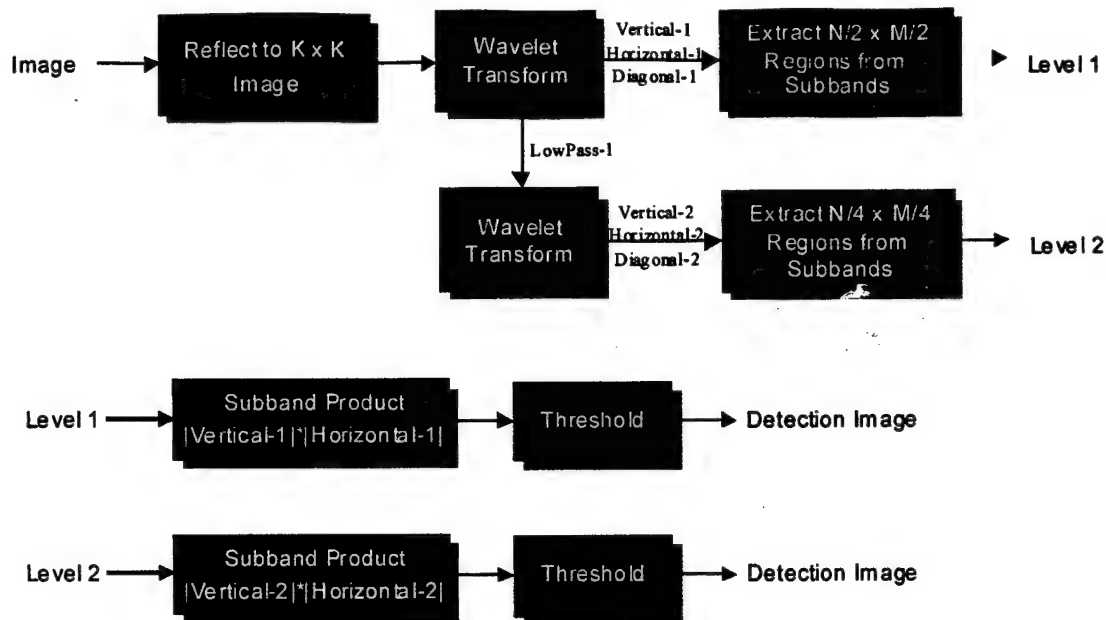 Image
Reflect to K x K
Image
Wavelet
Transform
Vertical-1
Horizontal-1
Diagonal-1
Extract N/2 x M/2
Regions from
Subbands
Level 1
LowPass-1
Wavelet
Transform
Vertical-2
Horizontal-2
Diagonal-2
Extract N/4 x M/4
Regions from
Subbands
Level 2
Level 1
Subband Product
|Vertical-1|*|Horizontal-1|
Threshold
Detection Image
Level 2
Subband Product
|Vertical-2|*|Horizontal-2|
Threshold
Detection Image